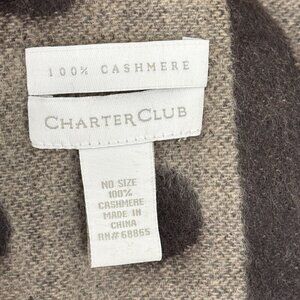 100% CASHMERE
CHARTER CLUB
NO SIZE
100%
CASHMERE
MADE IN
CHINA
RN# 68865